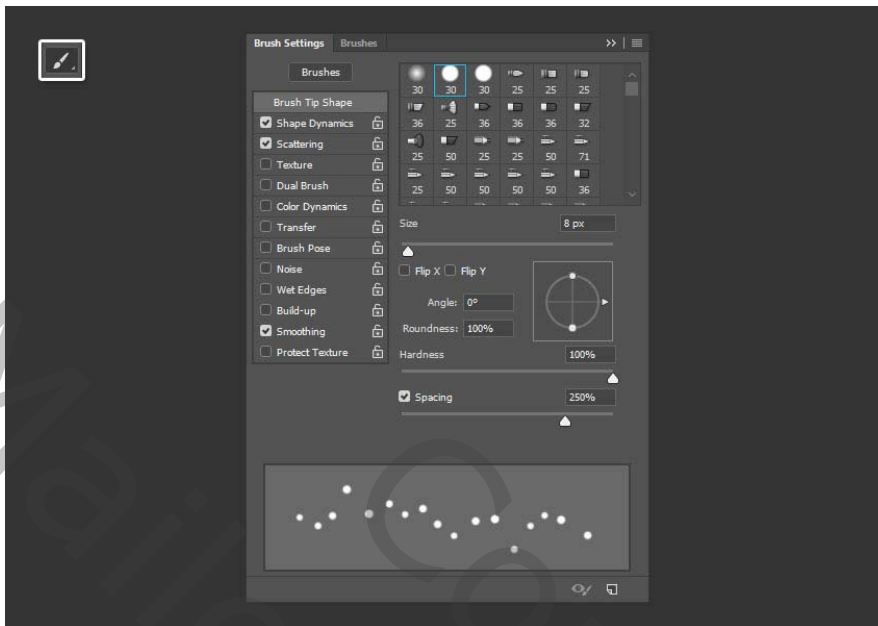 Brush Settings Brushes
Brushes
Brush Tip Shape
Shape Dynamics
Scattering
Texture
Dual Brush
Color Dynamics
Transfer
Brush Pose
Noise
Wet Edges
Build-up
Smoothing
Protect Texture
30 30 30 25 25 25
36 25 36 36 36 32
25 50 25 25 50 71
25 50 50 50 50 36
Size 8 px
Flip X Flip Y
Angle: 0°
Roundness: 100%
Hardness 100%
Spacing 250%